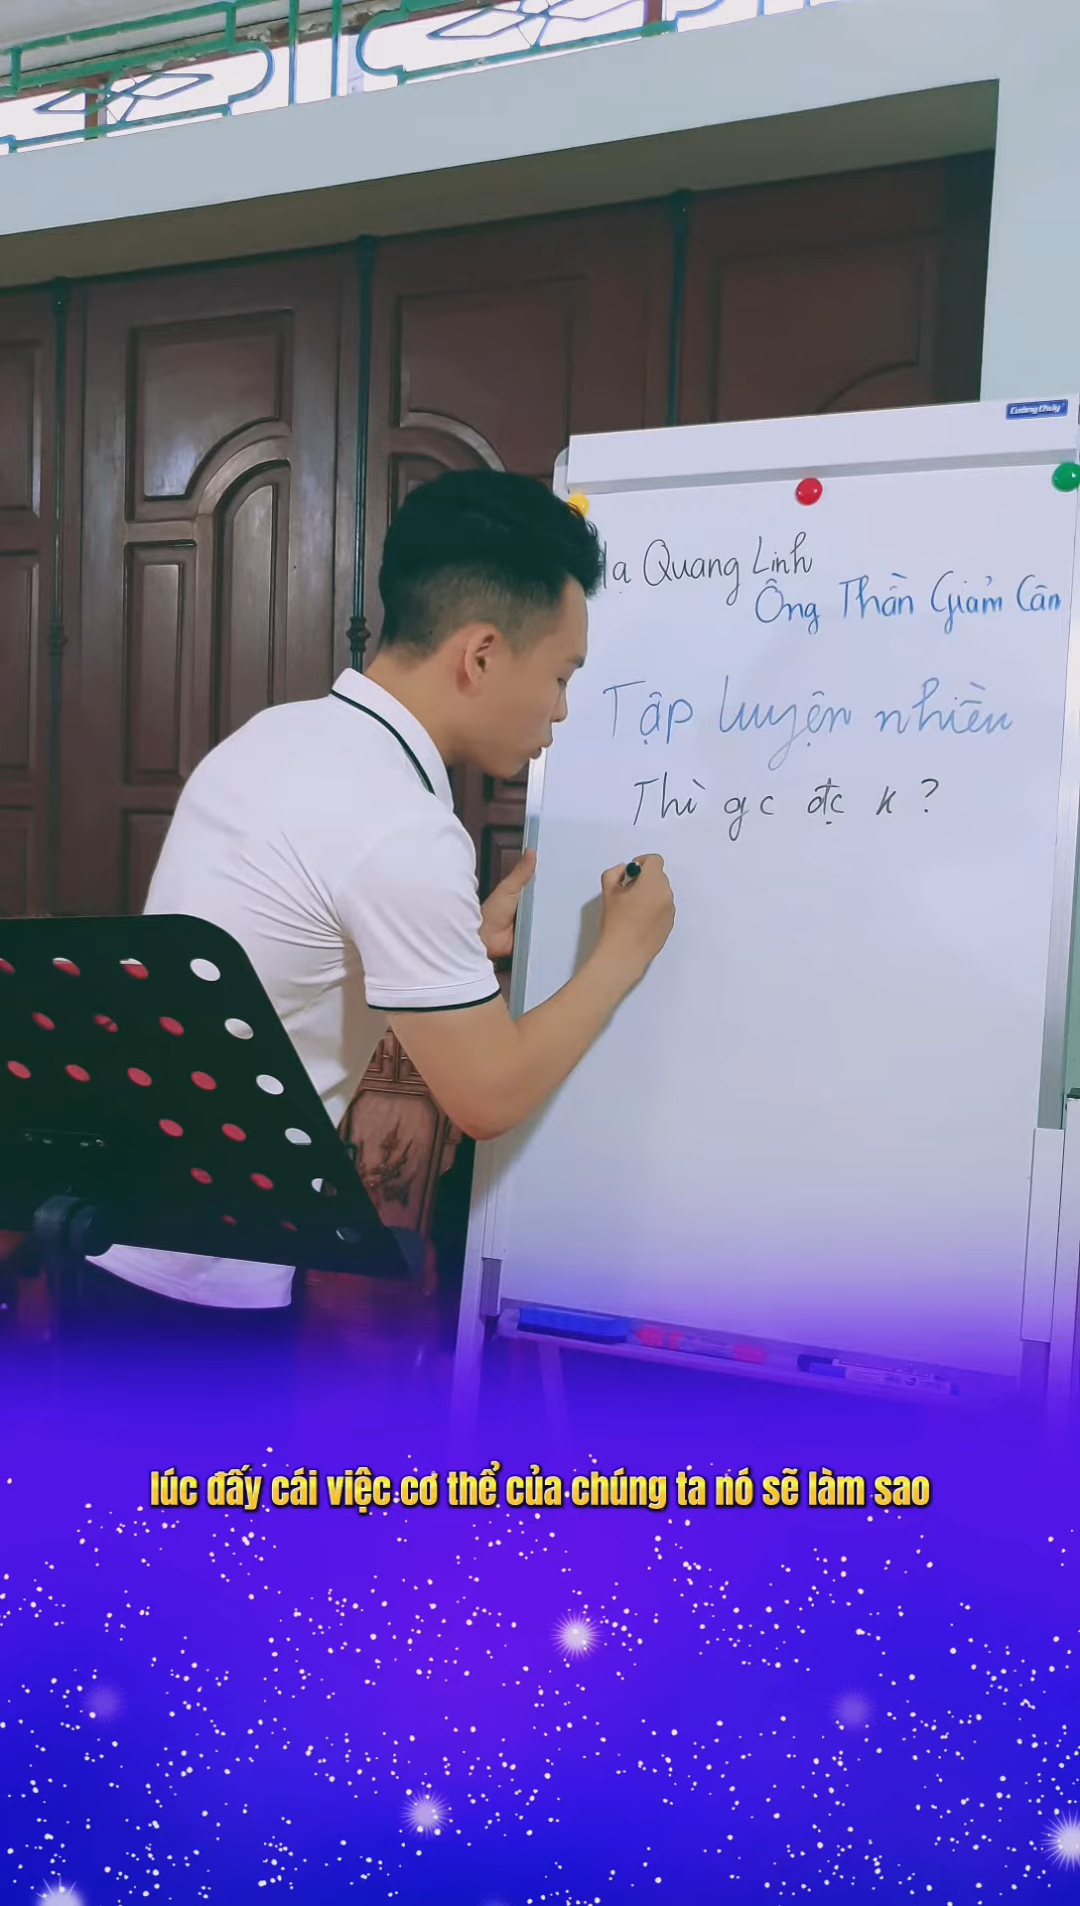 CườngThủy
Quang Linh
Ông Thần Giảm Cân
Tập luyện nhiều
Thì gc đc k ?
lúc đấy cái việc cơ thể của chúng ta nó sẽ làm sao